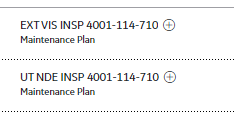 EXT VIS INSP 4001-114-710
Maintenance Plan
UT NDE INSP 4001-114-710
Maintenance Plan